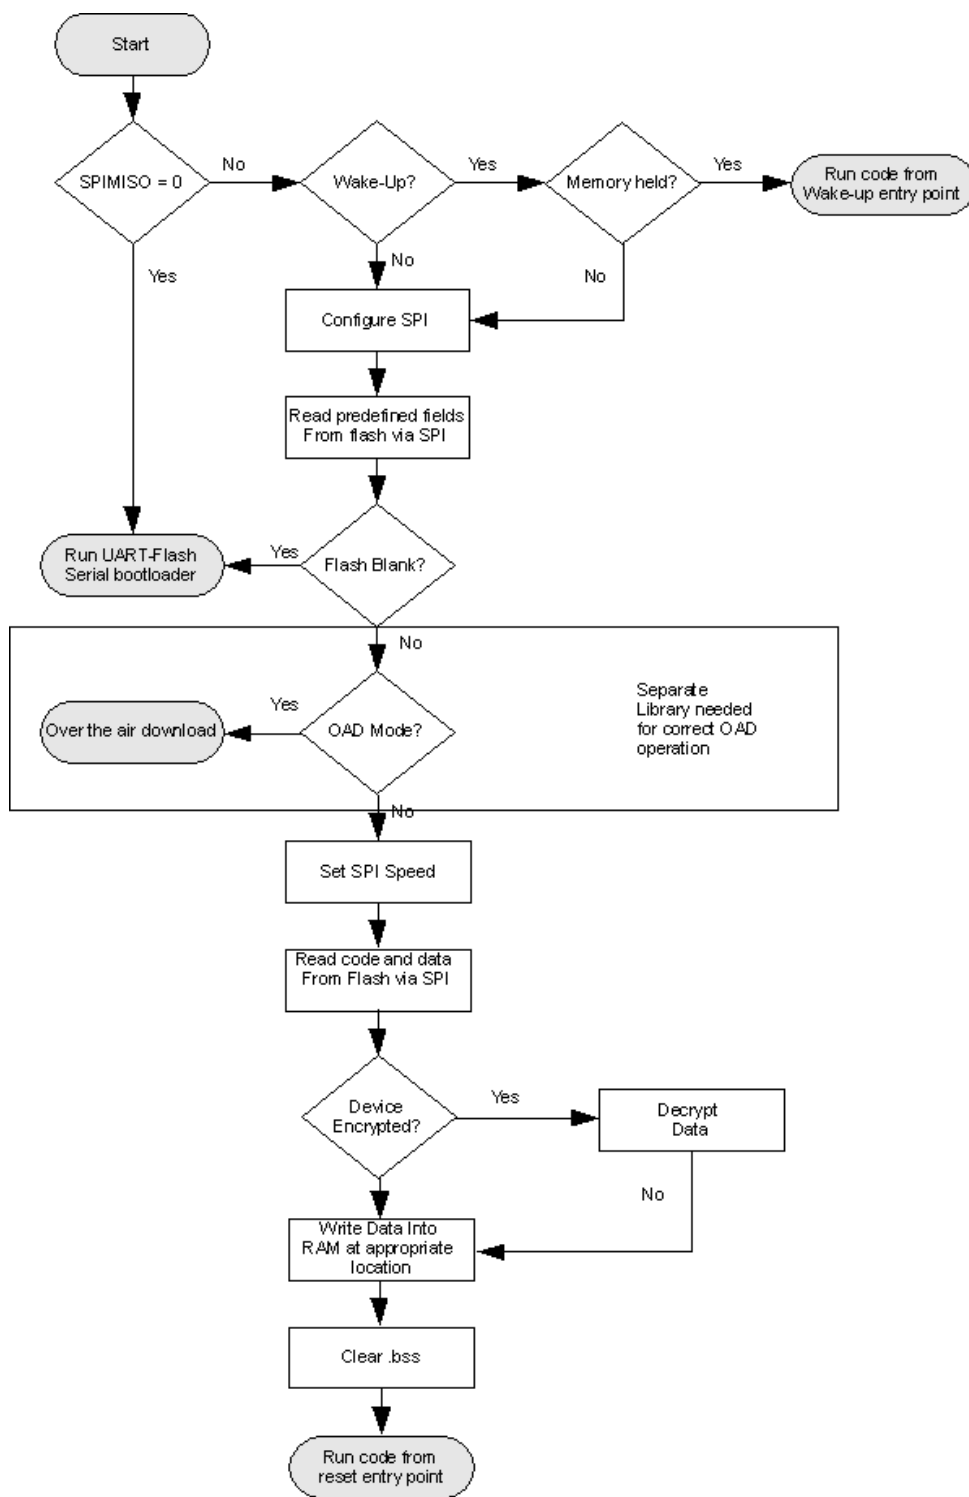 Start
SPIMISO = 0
No
Wake-Up?
Yes
Memory held?
Yes
Run code from
Wake-up entry point
Yes
No
No
Configure SPI
Read predefined fields
From flash via SPI
Run UART-Flash
Serial bootloader
Yes
Flash Blank?
No
Over the air download
Yes
OAD Mode?
Separate
Library needed
for correct OAD
operation
No
Set SPI Speed
Read code and data
From Flash via SPI
Device
Encrypted?
Yes
Decrypt
Data
No
Write Data Into
RAM at appropriate
location
Clear .bss
Run code from
reset entry point